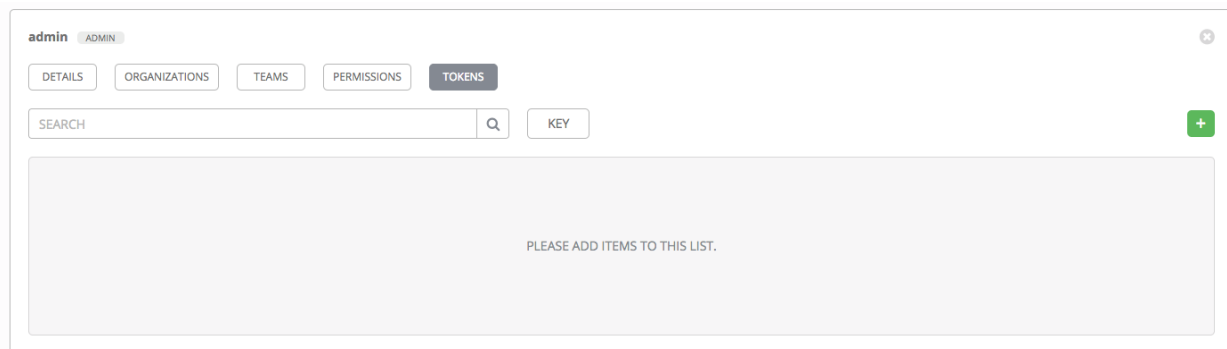 admin ADMIN
DETAILS ORGANIZATIONS TEAMS PERMISSIONS TOKENS
SEARCH KEY +
PLEASE ADD ITEMS TO THIS LIST.